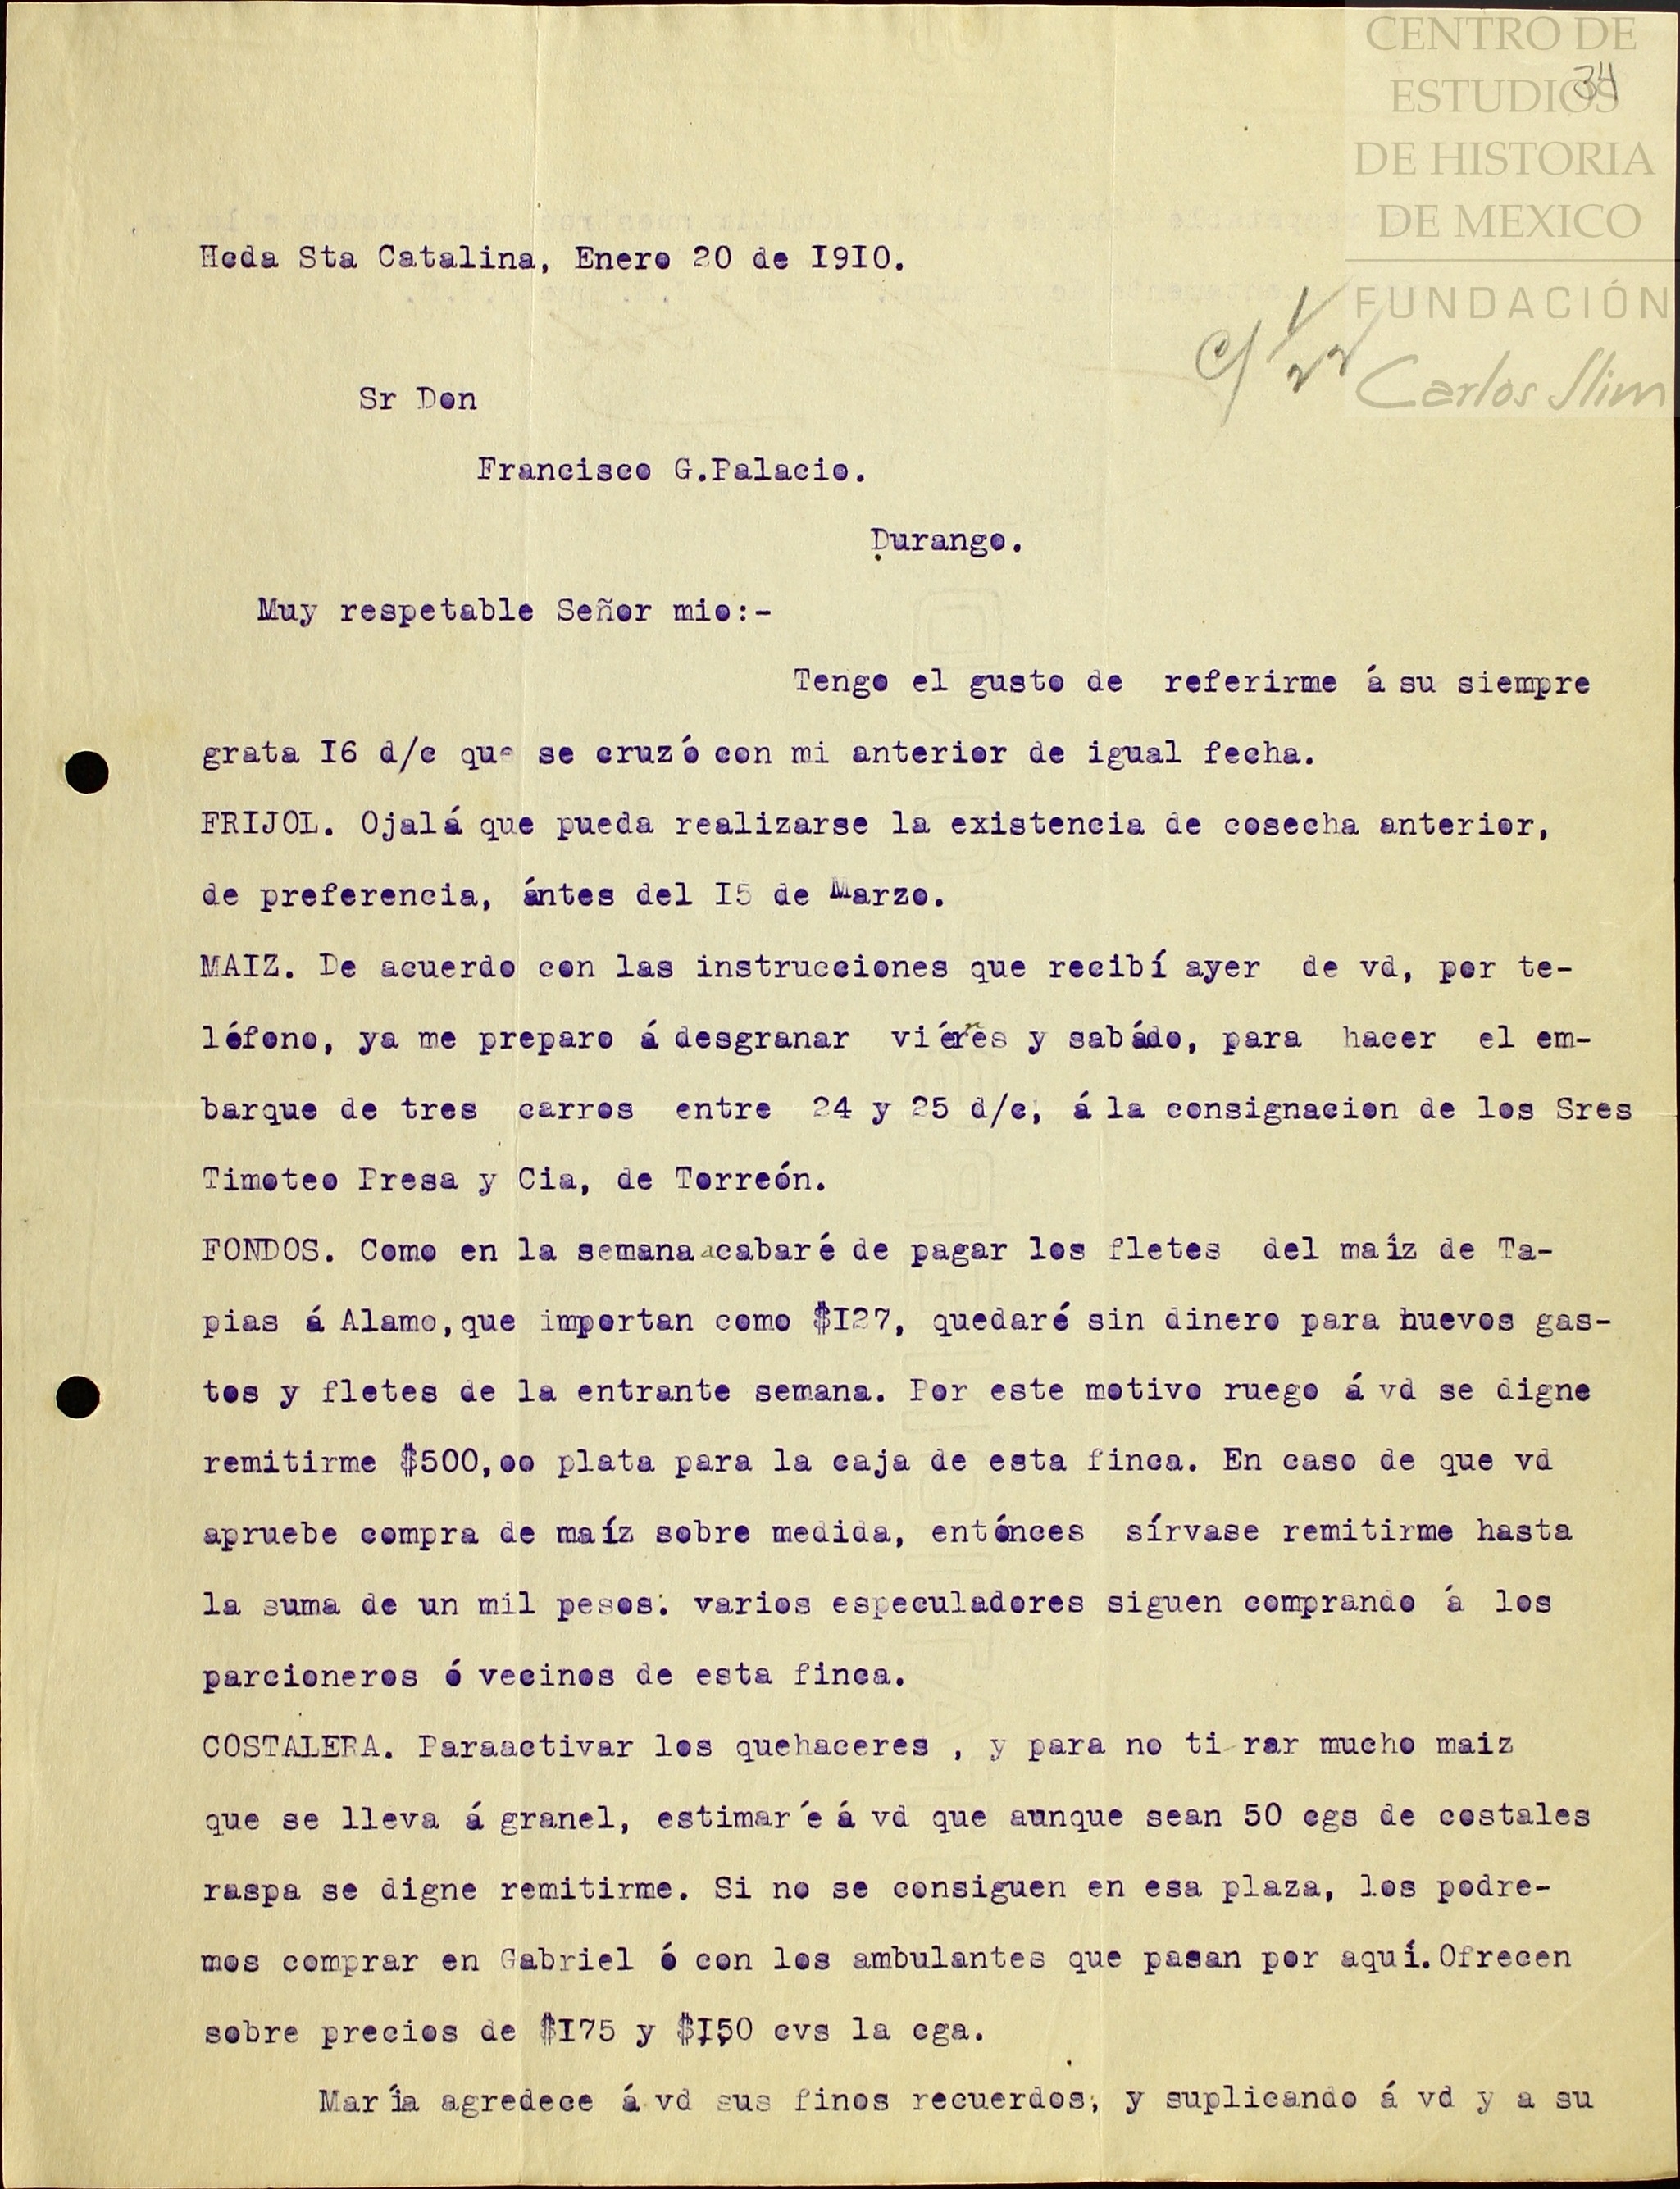 CENTRO DE
ESTUDIOS
DE HISTORIA
DE MEXICO
34
FUNDACIÓN
Carlos Slim
Hcda Sta Catalina, Enero 20 de I9I0.
c/ 1/22
Sr Don
Francisco G.Palacio.
Durango.
Muy respetable Señor mio:-
Tengo el gusto de referirme á su siempre
grata I6 d/c que se cruzó con mi anterior de igual fecha.
FRIJOL. Ojalá que pueda realizarse la existencia de cosecha anterior,
de preferencia, ántes del I5 de Marzo.
MAIZ. De acuerdo con las instrucciones que recibí ayer de vd, por te-
léfono, ya me preparo á desgranar viérnes y sabádo, para hacer el em-
barque de tres carros entre 24 y 25 d/c, á la consignacion de los Sres
Timoteo Presa y Cia, de Torreón.
FONDOS. Como en la semana acabaré de pagar los fletes del maíz de Ta-
pias á Alamo,que importan como $I27, quedaré sin dinero para nuevos gas-
tos y fletes de la entrante semana. Por este motivo ruego á vd se digne
remitirme $500,oo plata para la caja de esta finca. En caso de que vd
apruebe compra de maíz sobre medida, entónces sírvase remitirme hasta
la suma de un mil pesos: varios especuladores siguen comprando á los
parcioneros ó vecinos de esta finca.
COSTALERA. Paraactivar los quehaceres , y para no ti-rar mucho maiz
que se lleva á granel, estimaré á vd que aunque sean 50 cgs de costales
raspa se digne remitirme. Si no se consiguen en esa plaza, los podre-
mos comprar en Gabriel ó con los ambulantes que pasan por aquí.Ofrecen
sobre precios de $I75 y $I,50 cvs la cga.
María agredece á vd sus finos recuerdos; y suplicando á vd y a su